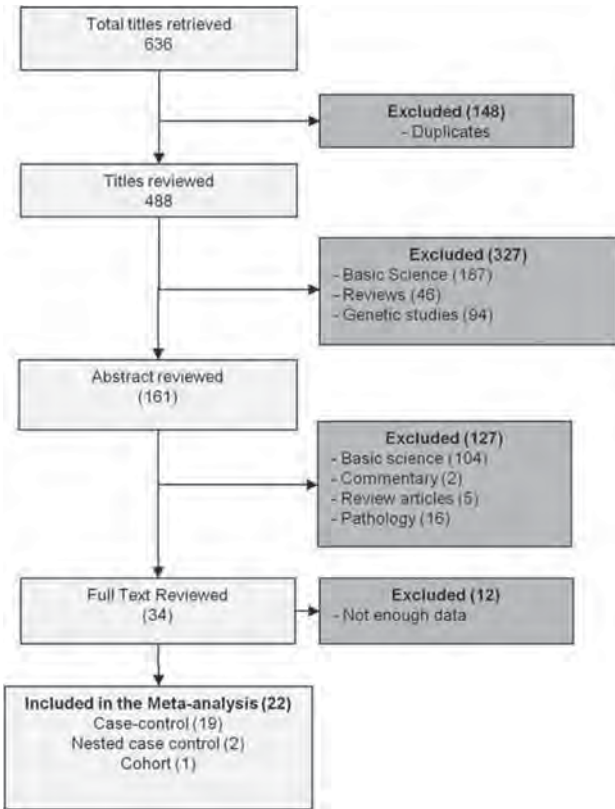 Total titles retrieved
636
Excluded (148)
- Duplicates
Titles reviewed
488
Excluded (327)
- Basic Science (187)
- Reviews (46)
- Genetic studies (94)
Abstract reviewed
(161)
Excluded (127)
- Basic science (104)
- Commentary (2)
- Review articles (5)
- Pathology (16)
Full Text Reviewed
(34)
Excluded (12)
- Not enough data
Included in the Meta-analysis (22)
Case-control (19)
Nested case control (2)
Cohort (1)